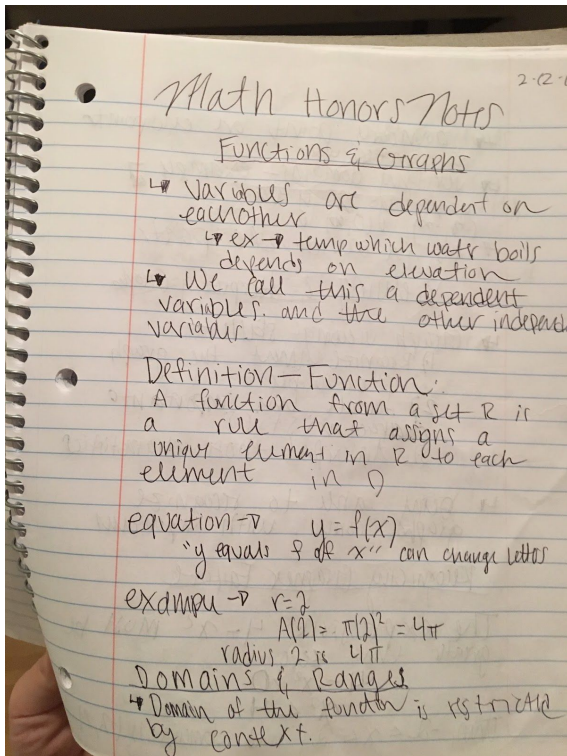 2-12-
Math Honors Notes
Functions & Graphs
↳ Variables are dependent on
eachother
↳ ex → temp which water boils
depends on elevation
↳ We call this a dependent
variables. and the other independ
variables.
Definition — Function:
A function from a set R is
a rule that assigns a
unique element in R to each
element in D
equation → y = f(x)
"y equals f of x" can change letters
example → r=2
A(2) = π(2)² = 4π
radius 2 is 4π
Domains & Ranges
↳ Domain of the function is restricted
by context.